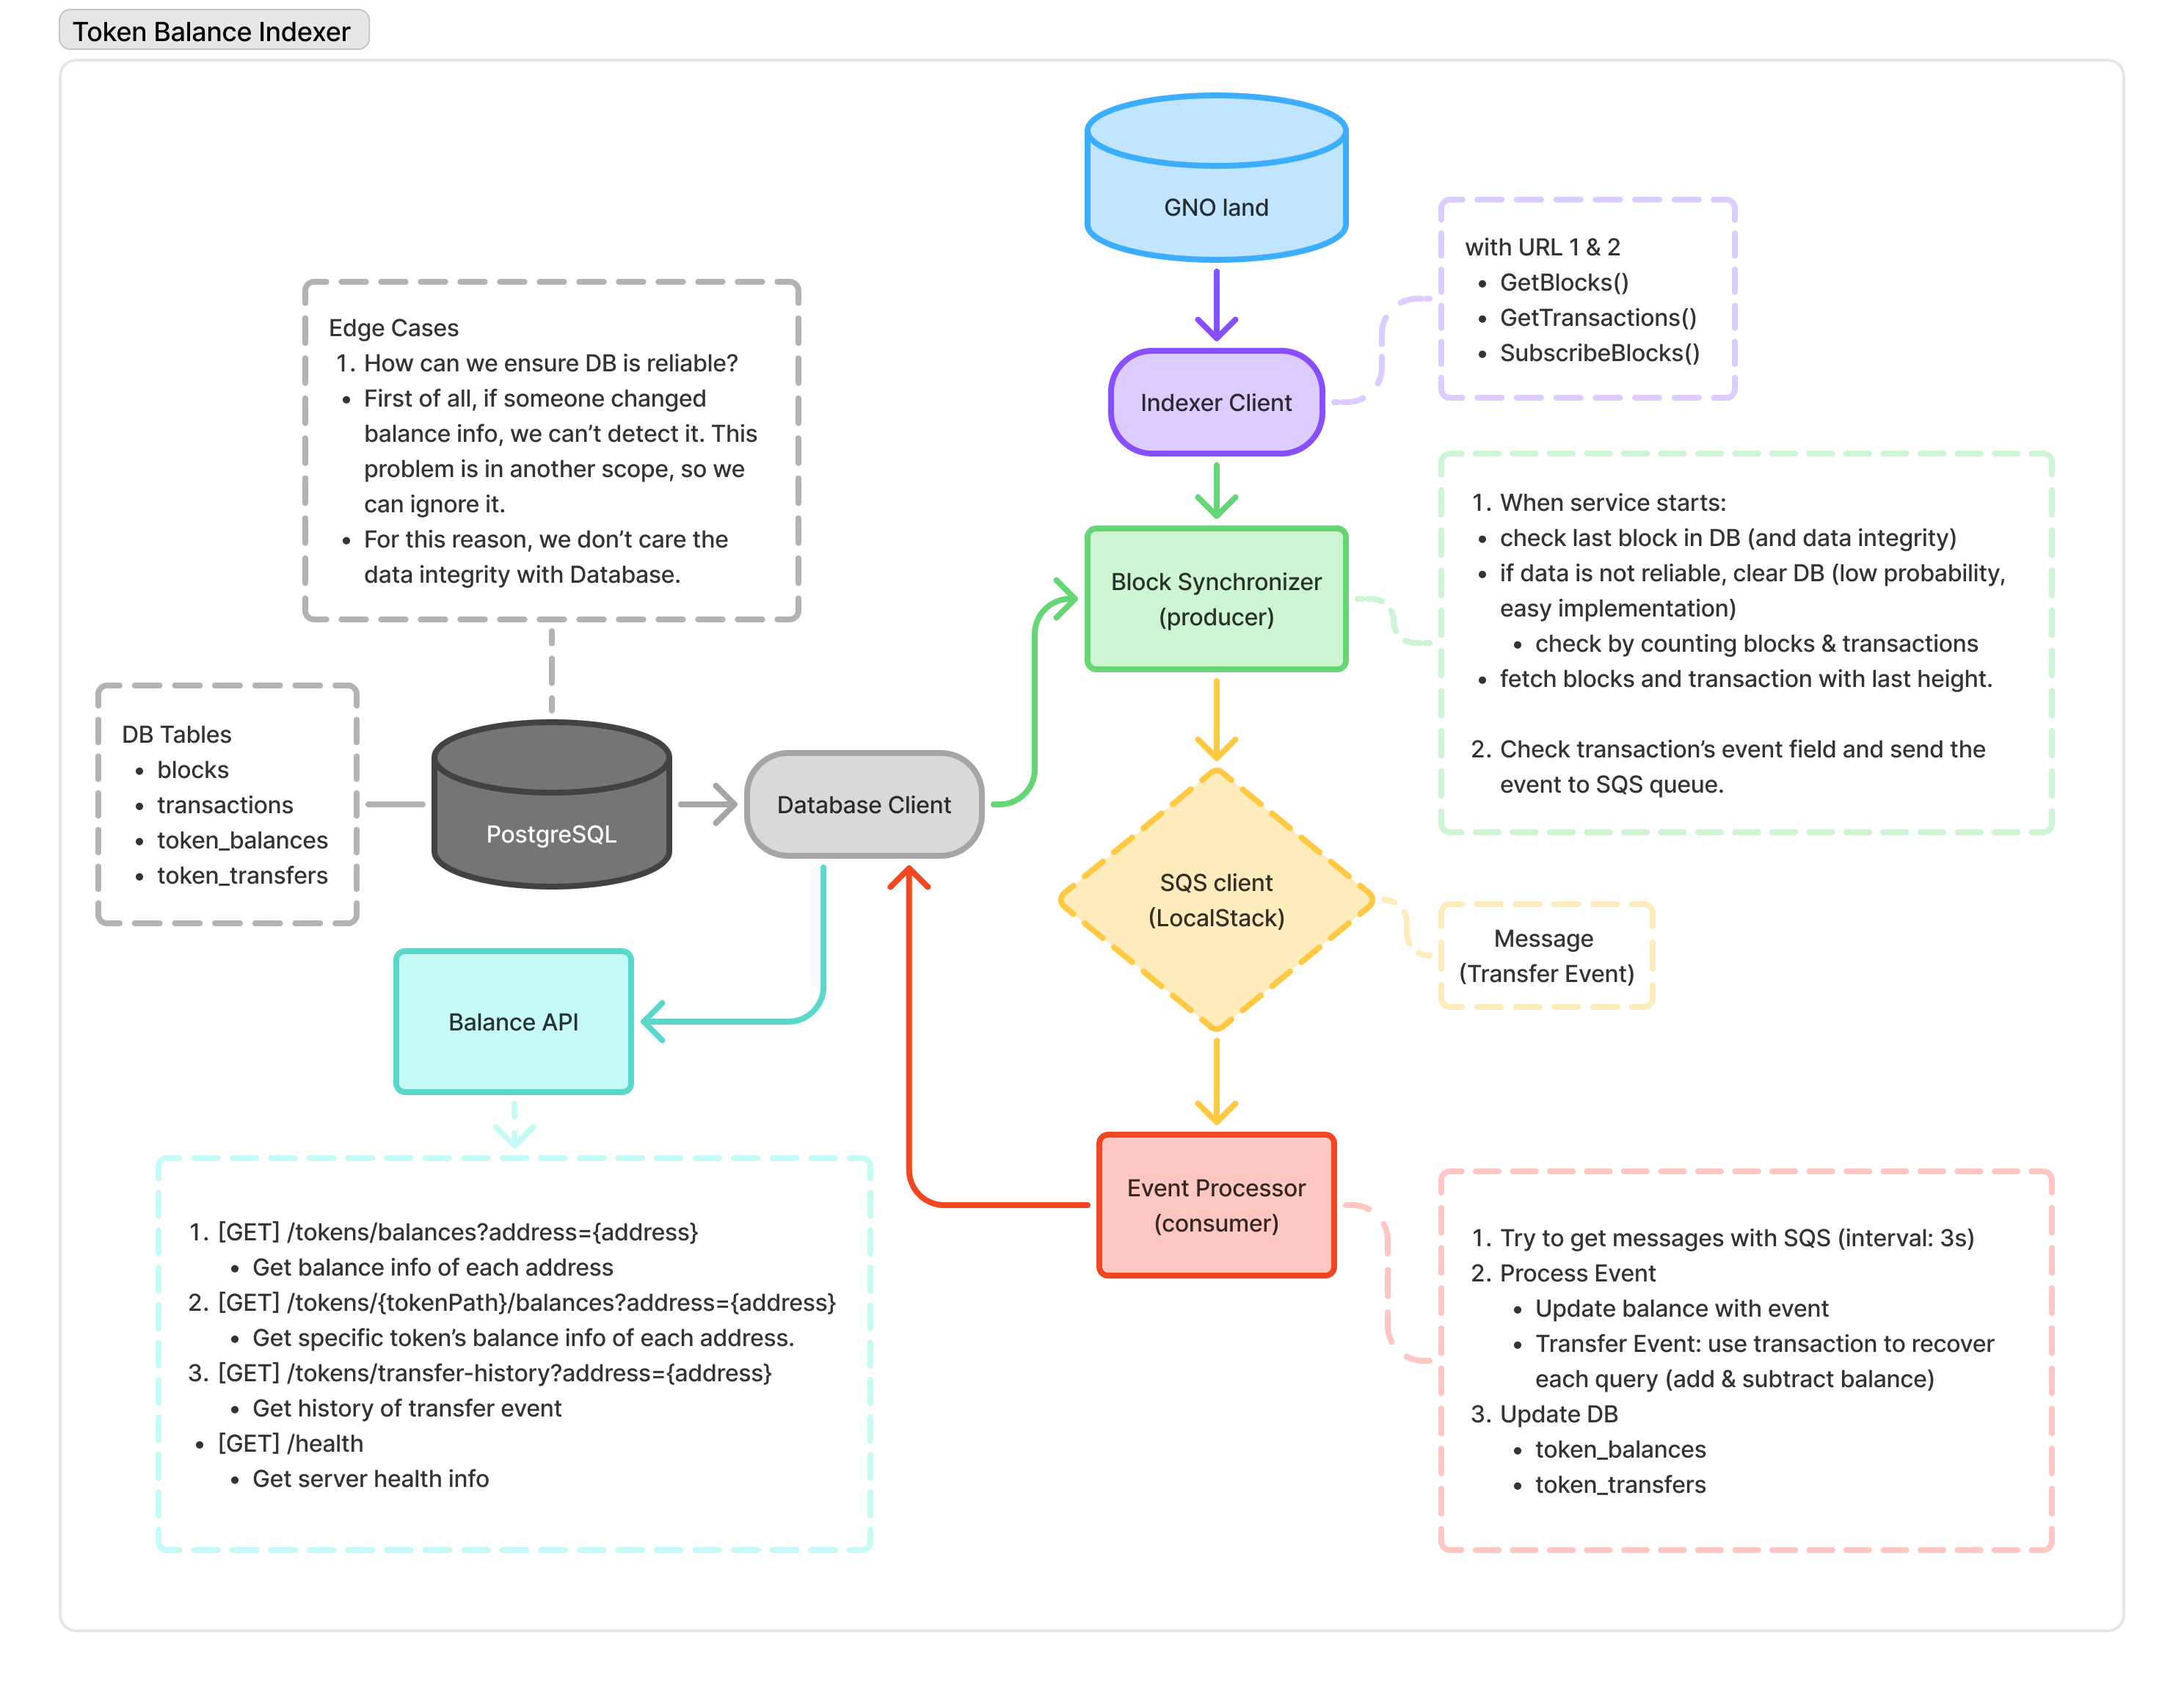 Token Balance Indexer
GNO land
with URL 1 & 2
• GetBlocks()
• GetTransactions()
• SubscribeBlocks()
Indexer Client
Edge Cases
1. How can we ensure DB is reliable?
• First of all, if someone changed
balance info, we can’t detect it. This
problem is in another scope, so we
can ignore it.
• For this reason, we don’t care the
data integrity with Database.
1. When service starts:
• check last block in DB (and data integrity)
• if data is not reliable, clear DB (low probability,
easy implementation)
• check by counting blocks & transactions
• fetch blocks and transaction with last height.
2. Check transaction’s event field and send the
event to SQS queue.
Block Synchronizer
(producer)
DB Tables
• blocks
• transactions
• token_balances
• token_transfers
PostgreSQL
Database Client
SQS client
(LocalStack)
Message
(Transfer Event)
Balance API
Event Processor
(consumer)
1. [GET] /tokens/balances?address={address}
• Get balance info of each address
2. [GET] /tokens/{tokenPath}/balances?address={address}
• Get specific token’s balance info of each address.
3. [GET] /tokens/transfer-history?address={address}
• Get history of transfer event
• [GET] /health
• Get server health info
1. Try to get messages with SQS (interval: 3s)
2. Process Event
• Update balance with event
• Transfer Event: use transaction to recover
each query (add & subtract balance)
3. Update DB
• token_balances
• token_transfers